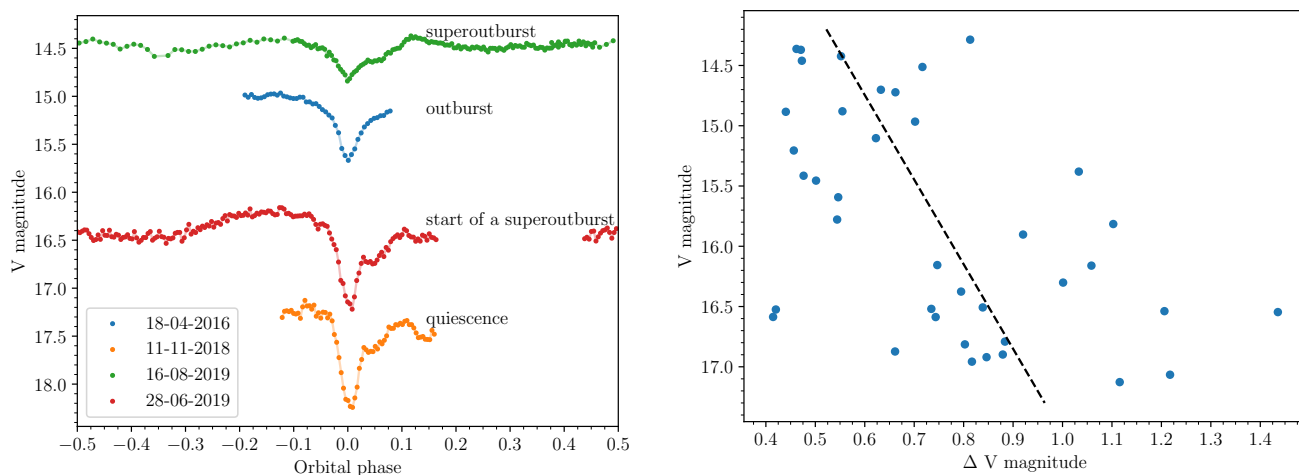 superoutburst
outburst
start of a superoutburst
quiescence
14.5
15.0
15.5
16.0
16.5
17.0
17.5
18.0
V magnitude
18-04-2016
11-11-2018
16-08-2019
28-06-2019
−0.5 −0.4 −0.3 −0.2 −0.1 0.0 0.1 0.2 0.3 0.4 0.5
Orbital phase
14.5
15.0
15.5
16.0
16.5
17.0
V magnitude
0.4 0.5 0.6 0.7 0.8 0.9 1.0 1.1 1.2 1.3 1.4
Δ V magnitude